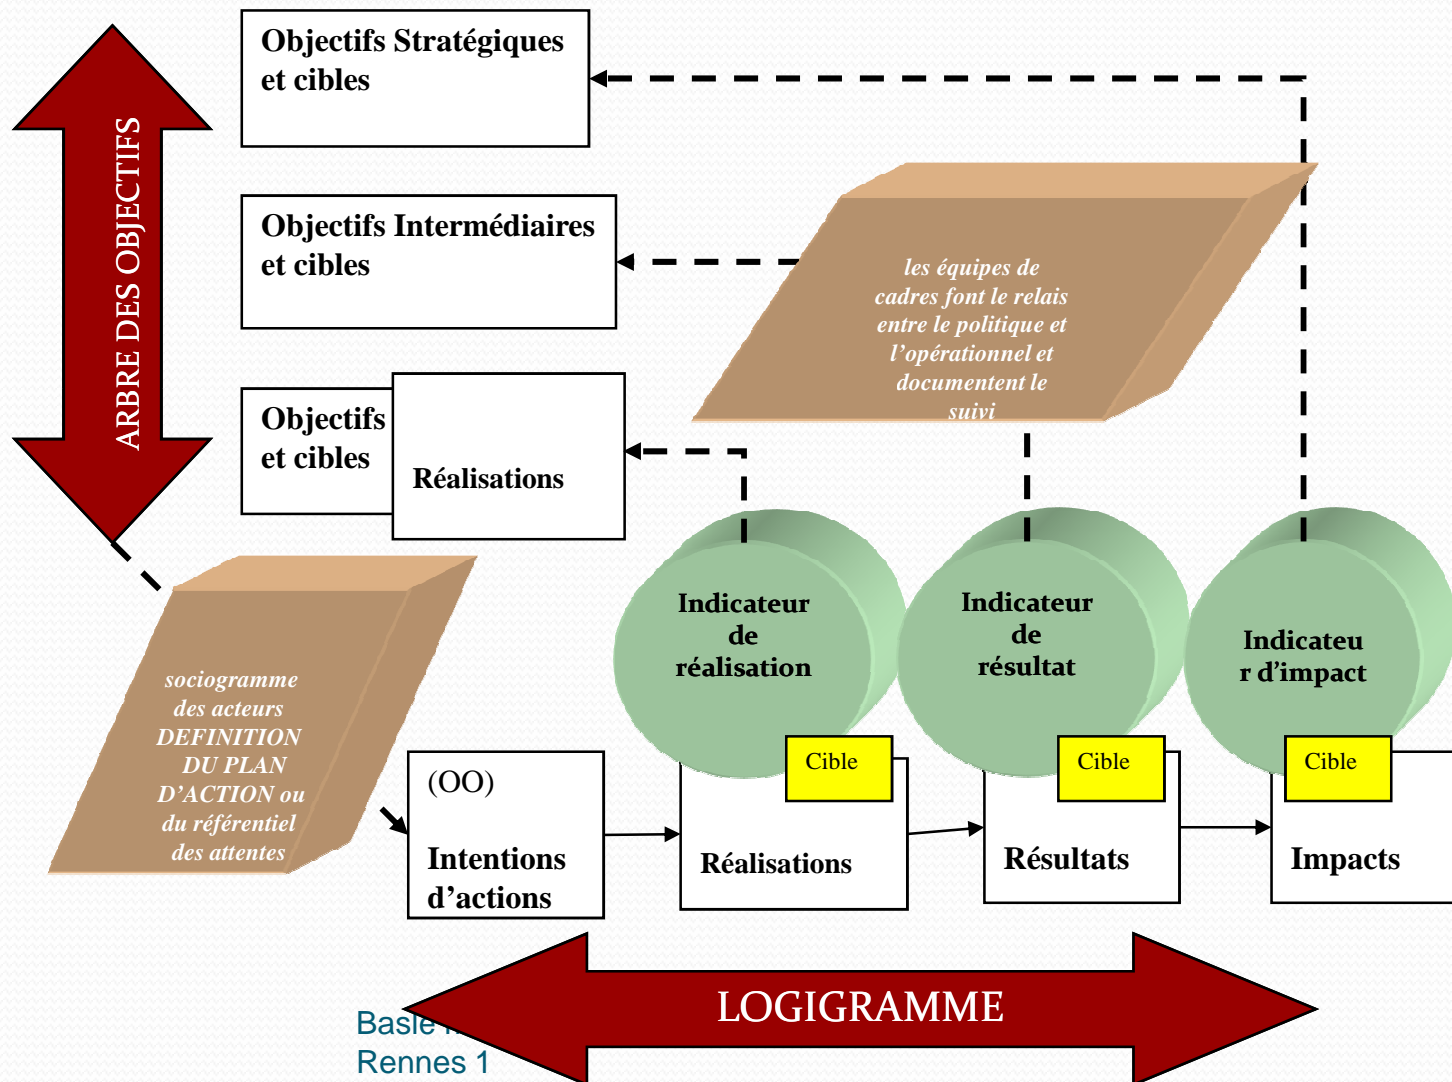 ARBRE DES OBJECTIFS
Objectifs Stratégiques
et cibles
Objectifs Intermédiaires
et cibles
Objectifs
et cibles
Réalisations
les équipes de
cadres font le relais
entre le politique et
l’opérationnel et
documentent le
suivi
Indicateur
de
réalisation
Indicateur
de
résultat
Indicateu
r d’impact
sociogramme
des acteurs
DEFINITION
DU PLAN
D’ACTION ou
du référentiel
des attentes
(OO)
Intentions
d’actions
Cible
Réalisations
Cible
Résultats
Cible
Impacts
LOGIGRAMME
Basle
Rennes 1